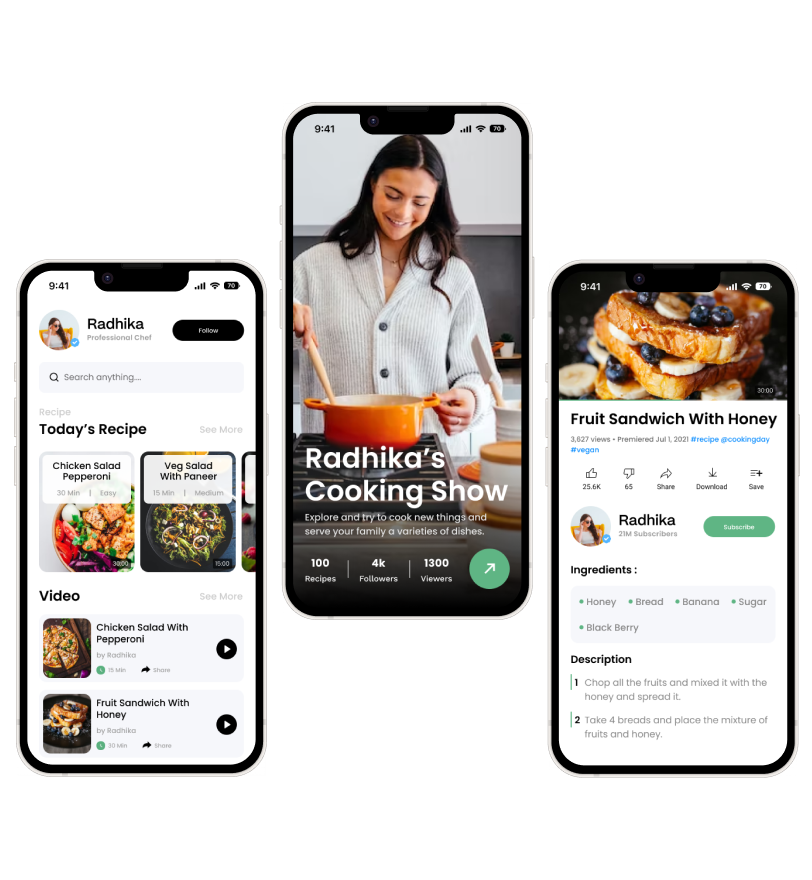 9:41
70
Radhika
Professional Chef
Follow
Search anything....
Recipe
Today's Recipe
See More
Chicken Salad
Pepperoni
30 Min | Easy
30:00
Veg Salad
With Paneer
15 Min | Medium
15:00
Video
See More
Chicken Salad With
Pepperoni
by Radhika
15 Min
Share
Fruit Sandwich With
Honey
by Radhika
30 Min
Share
9:41
70
Radhika's
Cooking Show
Explore and try to cook new things and
serve your family a varieties of dishes.
100
Recipes
4k
Followers
1300
Viewers
9:41
70
30:00
Fruit Sandwich With Honey
3,627 views • Premiered Jul 1, 2021 #recipe @cookingday
#vegan
25.6K
65
Share
Download
Save
Radhika
21M Subscribers
Subscribe
Ingredients :
• Honey • Bread • Banana • Sugar
• Black Berry
Description
1 Chop all the fruits and mixed it with the
honey and spread it.
2 Take 4 breads and place the mixture of
fruits and honey.